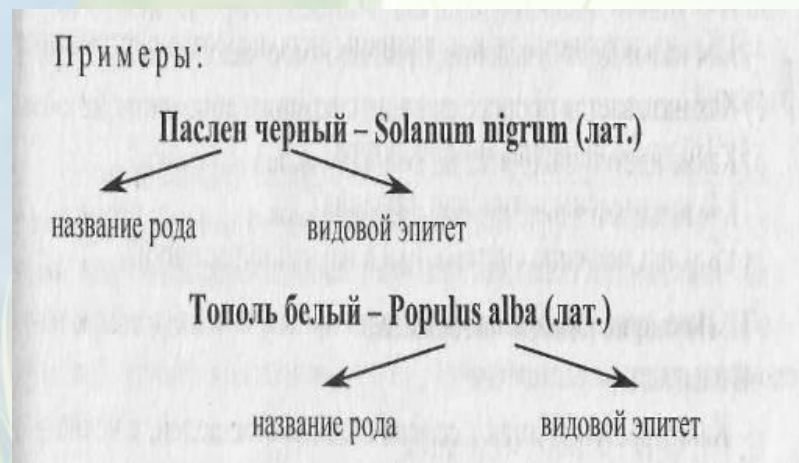 Примеры:
Паслен черный – Solanum nigrum (лат.)
название рода видовой эпитет
Тополь белый – Populus alba (лат.)
название рода видовой эпитет